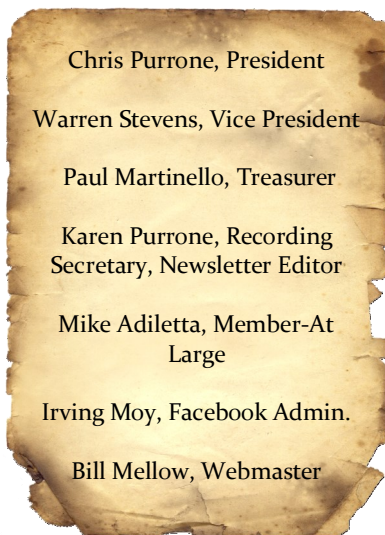 Chris Purrone, President
Warren Stevens, Vice President
Paul Martinello, Treasurer
Karen Purrone, Recording
Secretary, Newsletter Editor
Mike Adiletta, Member-At
Large
Irving Moy, Facebook Admin.
Bill Mellow, Webmaster